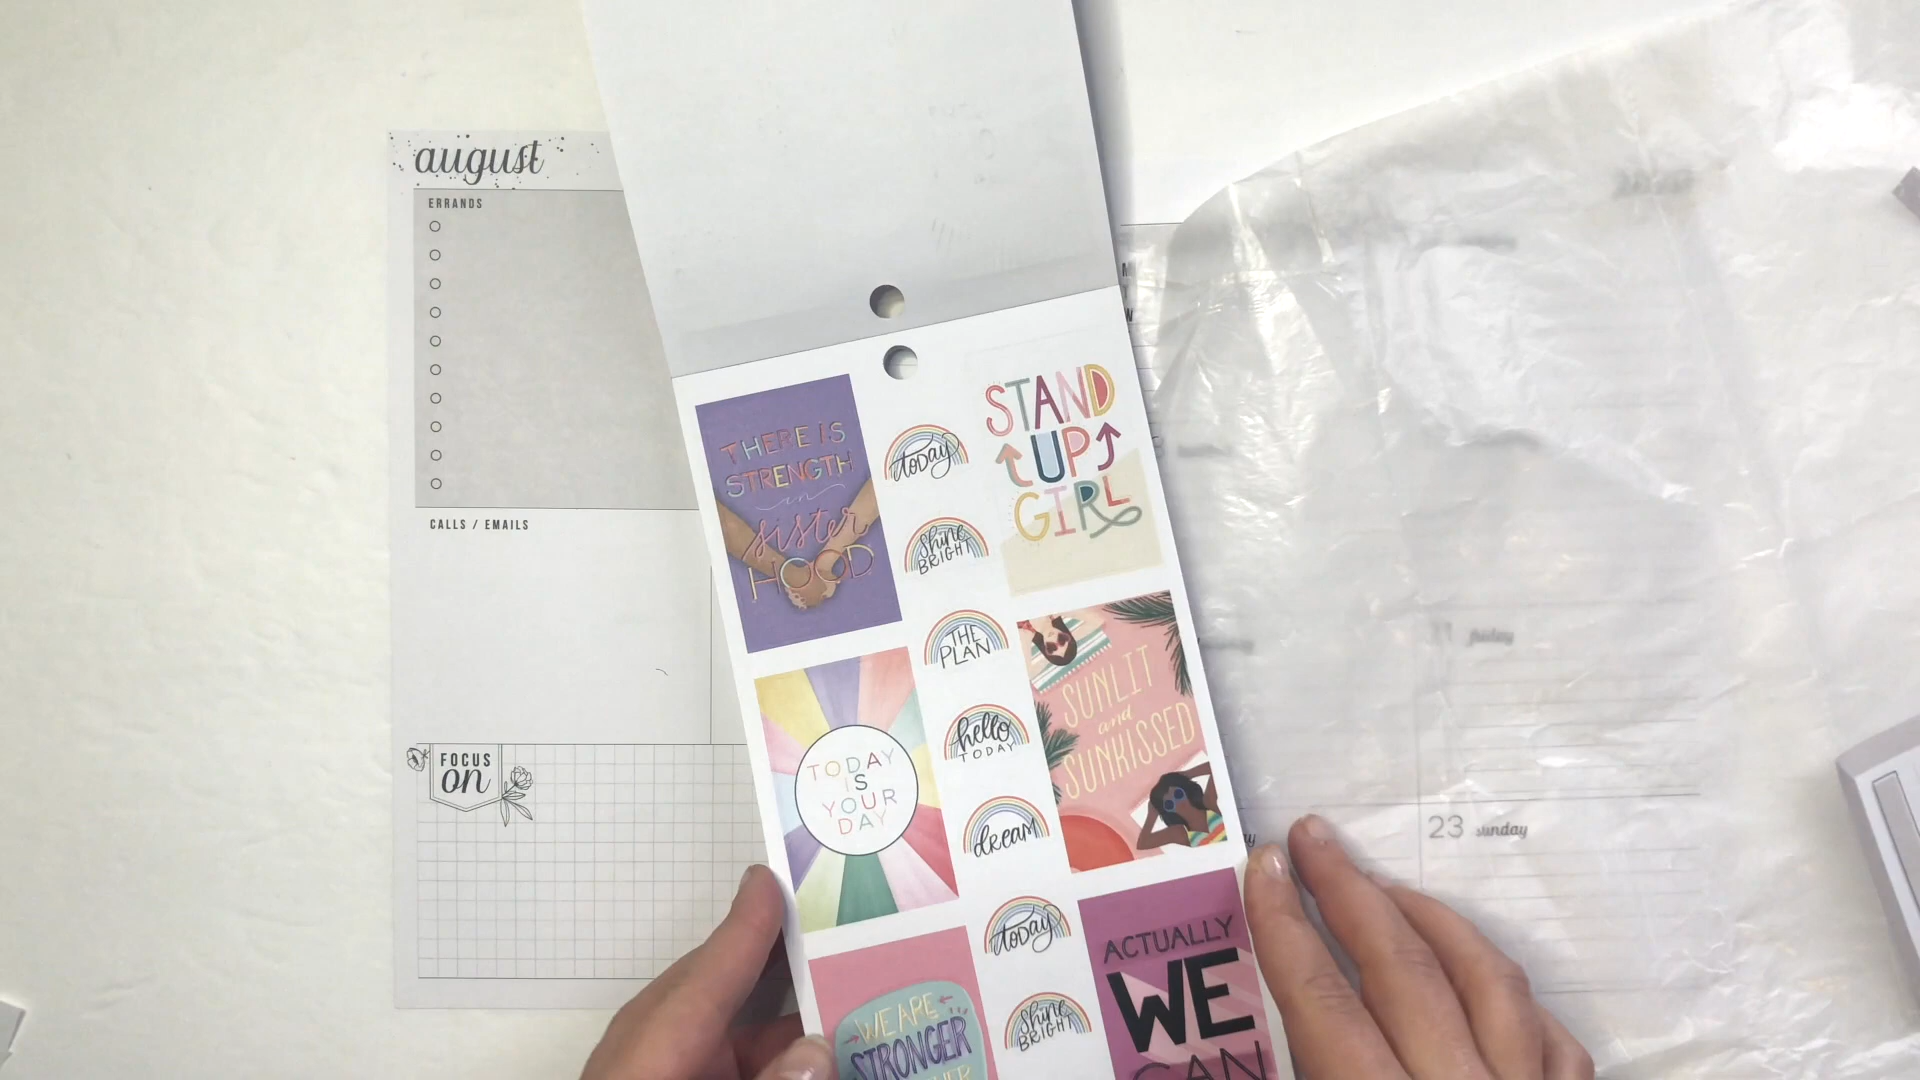 august
ERRANDS
CALLS / EMAILS
FOCUS
on
THERE IS
STRENGTH
in
sister
HOOD
TODAY
IS
YOUR
DAY
WE ARE
STRONGER
today
shine
BRIGHT
THE
PLAN
hello
TODAY
dream
today
shine
BRIGHT
STAND
UP
GIRL
SUNLIT
and
SUNKISSED
ACTUALLY
WE
CAN
friday
23 sunday